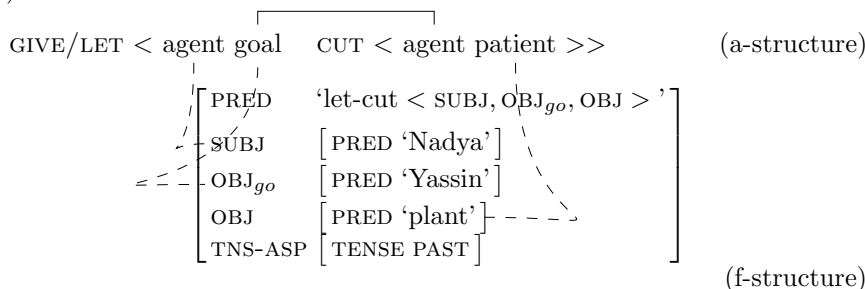 )
GIVE/LET < agent goal CUT < agent patient >> (a-structure)
PRED ‘let-cut < SUBJ, OBJgo, OBJ > ’
SUBJ [PRED ‘Nadya’]
OBJgo [PRED ‘Yassin’]
OBJ [PRED ‘plant’]
TNS-ASP [TENSE PAST]
(f-structure)